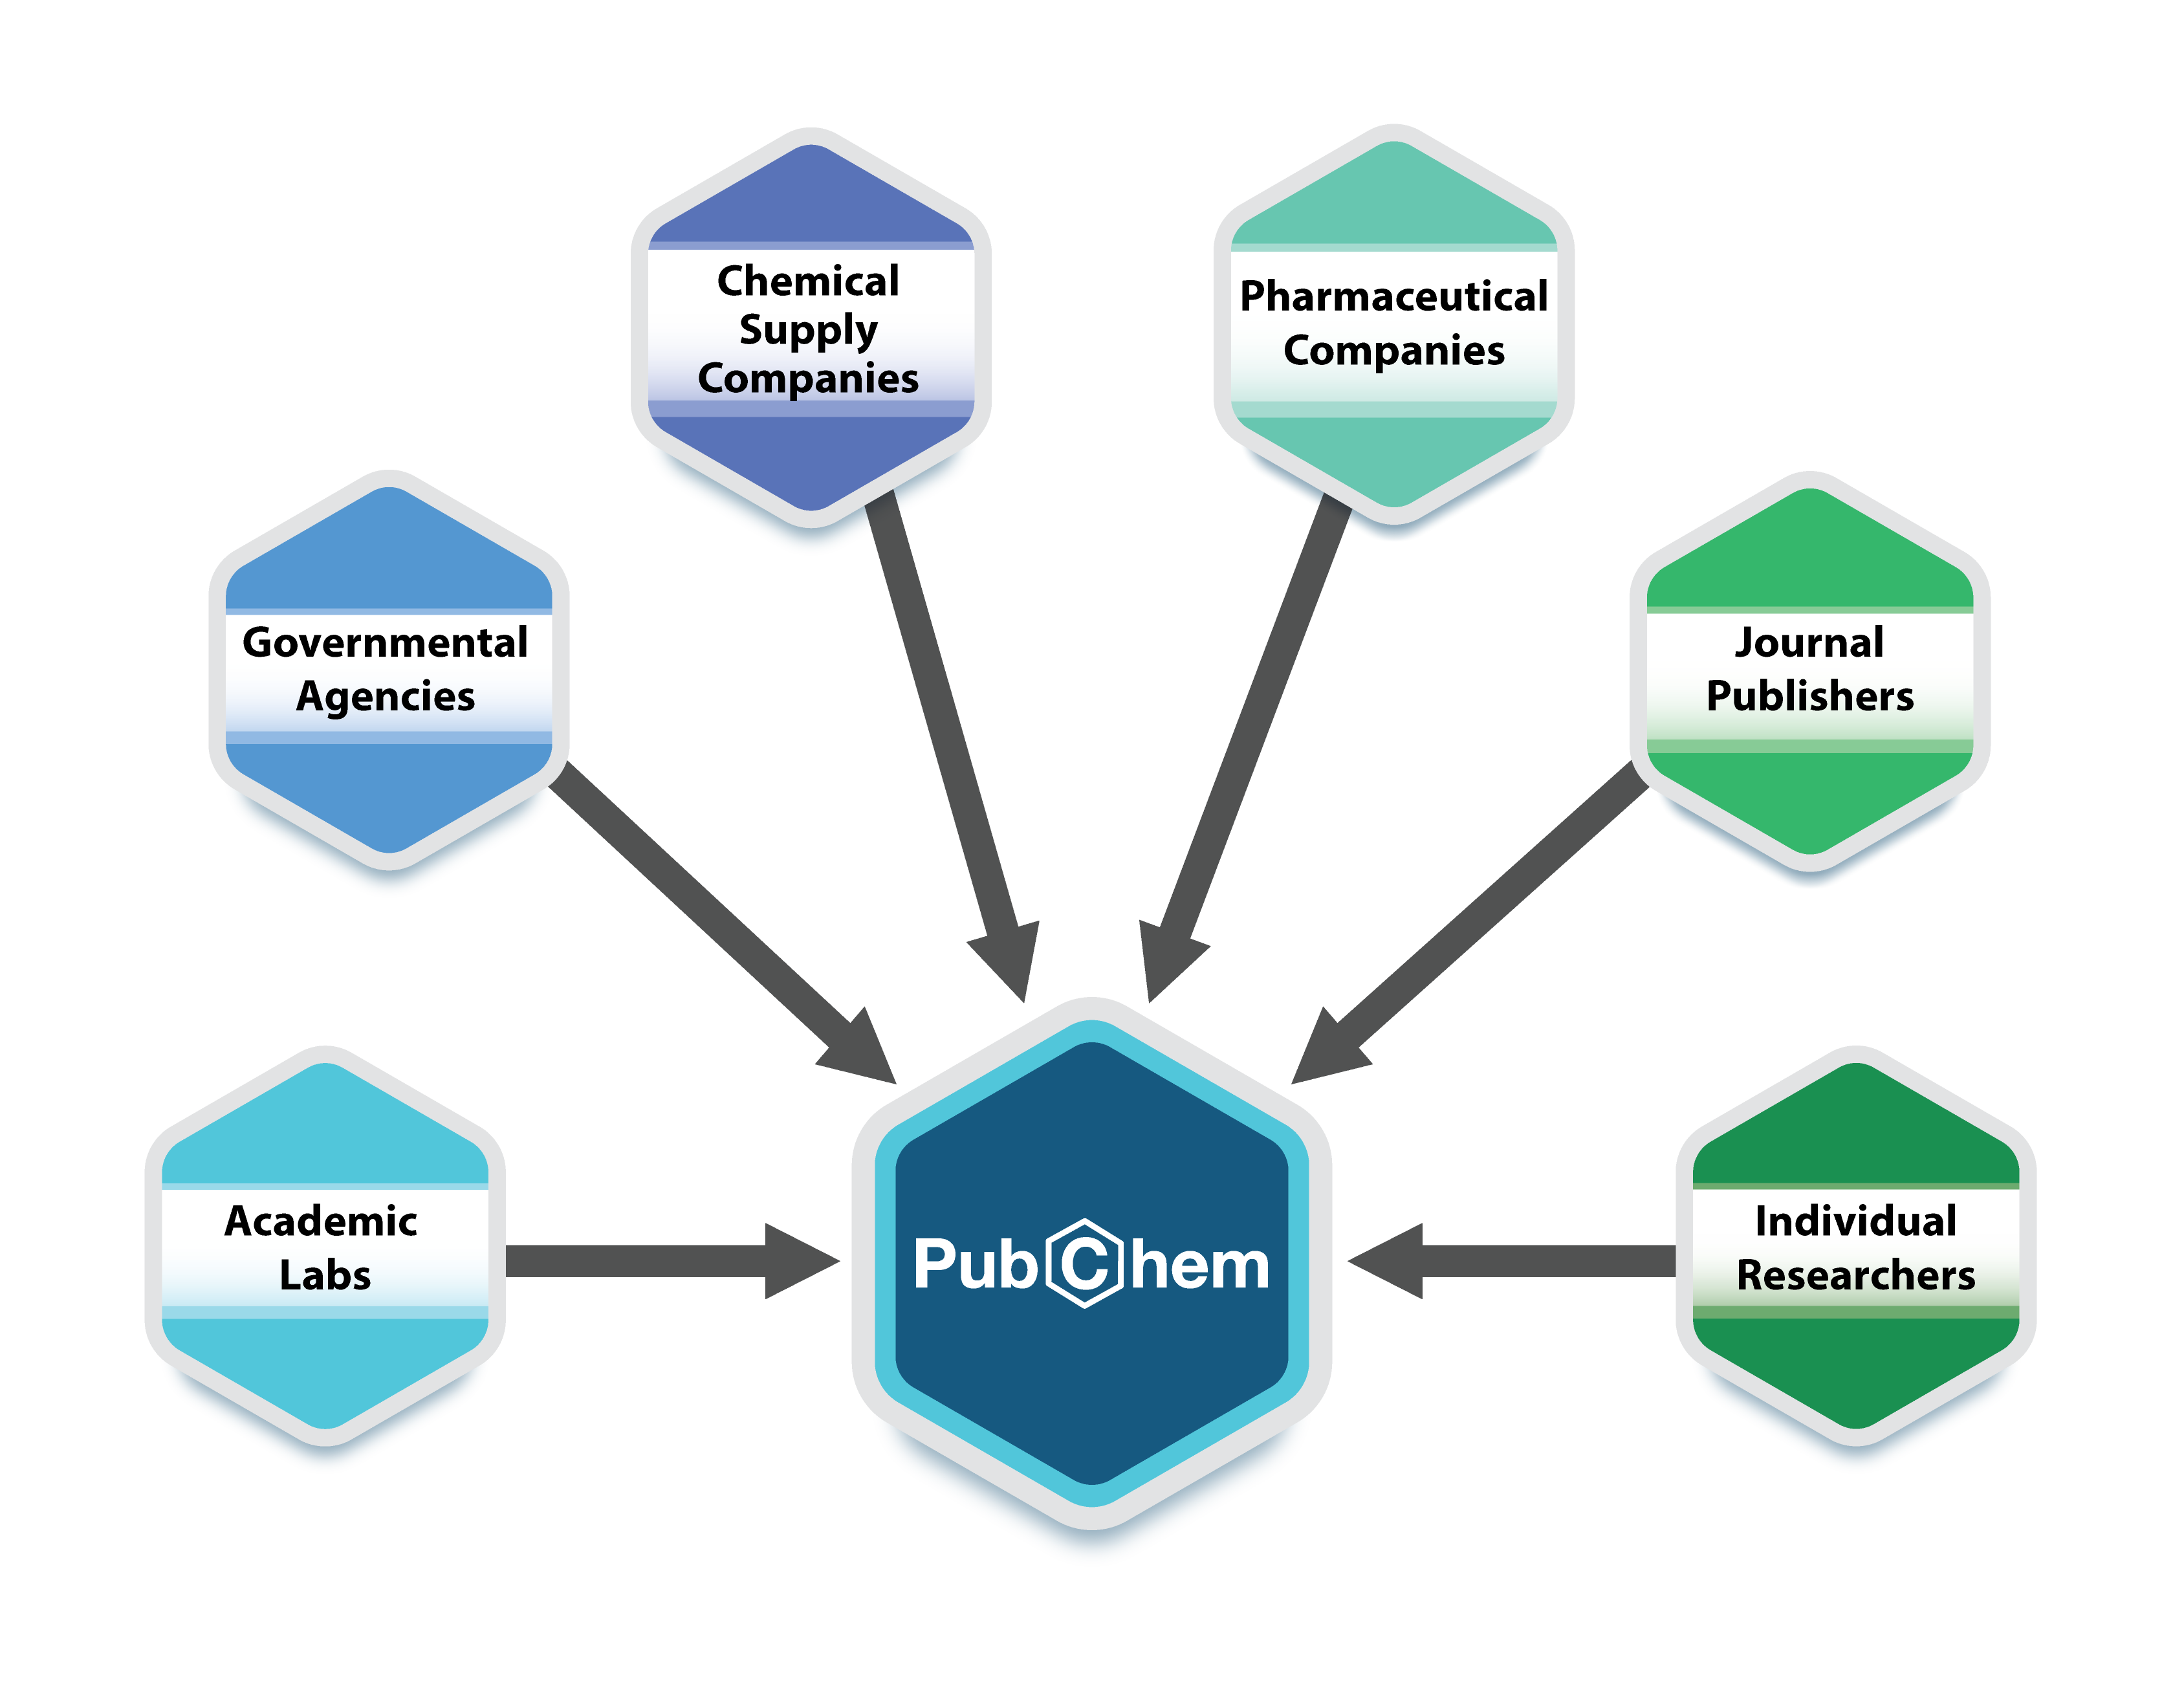 Chemical
Supply
Companies
Pharmaceutical
Companies
Governmental
Agencies
Journal
Publishers
Academic
Labs
PubChem
Individual
Researchers